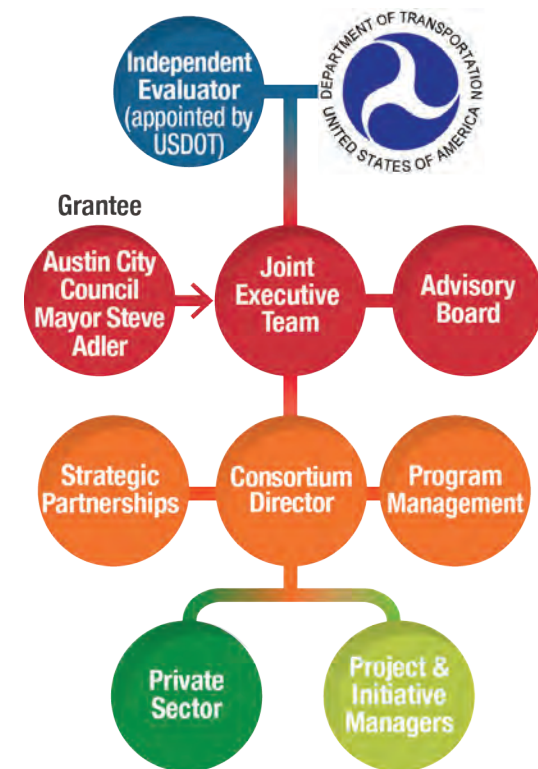 Independent
Evaluator
(appointed by
USDOT)
DEPARTMENT OF TRANSPORTATION
UNITED STATES OF AMERICA
Grantee
Austin City
Council
Mayor Steve
Adler
Joint
Executive
Team
Advisory
Board
Strategic
Partnerships
Consortium
Director
Program
Management
Private
Sector
Project &
Initiative
Managers